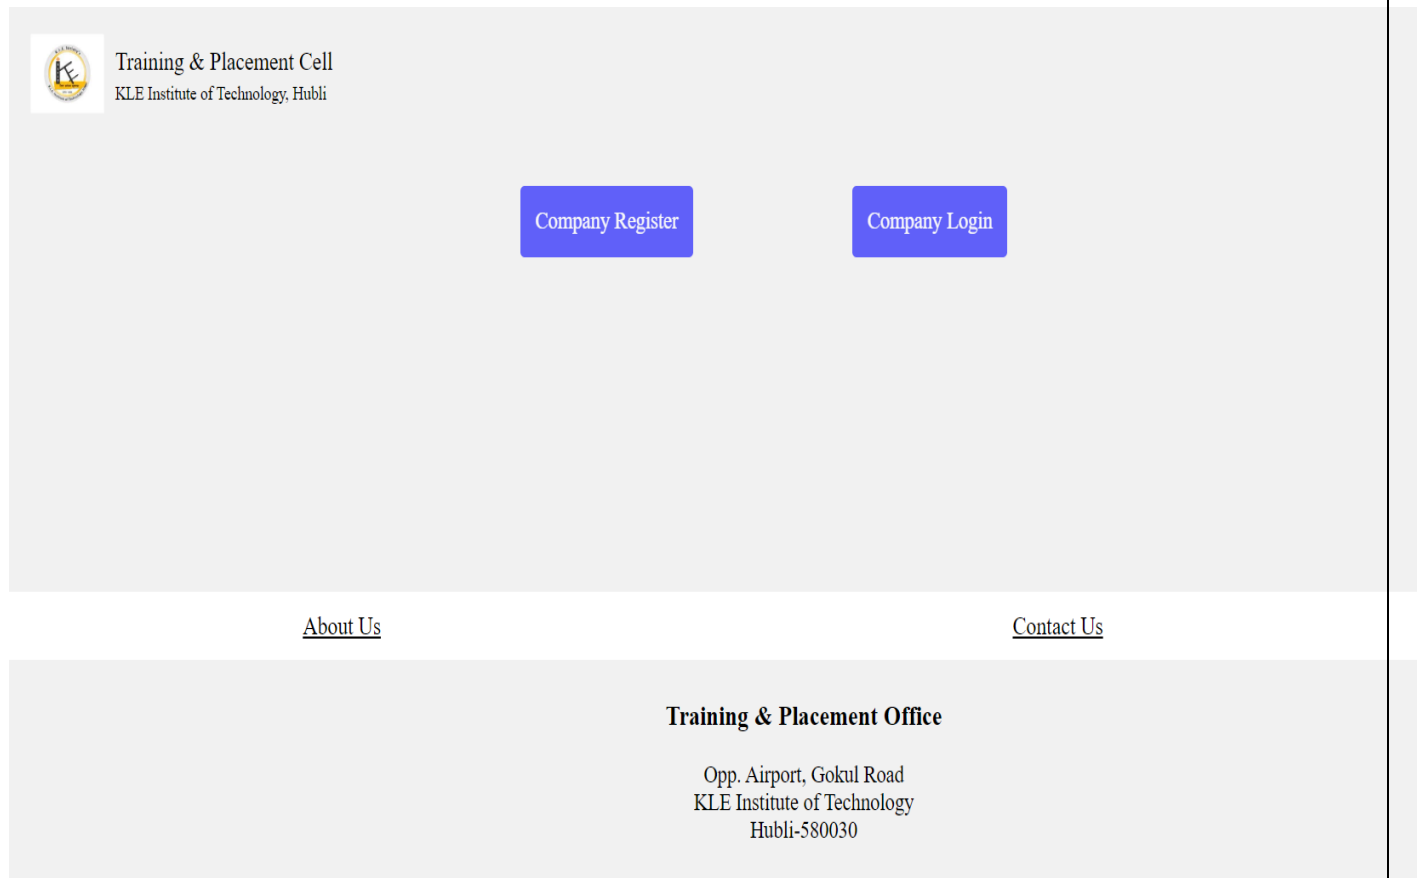 Training & Placement Cell
KLE Institute of Technology, Hubli
Company Register
Company Login
About Us
Contact Us
Training & Placement Office
Opp. Airport, Gokul Road
KLE Institute of Technology
Hubli-580030